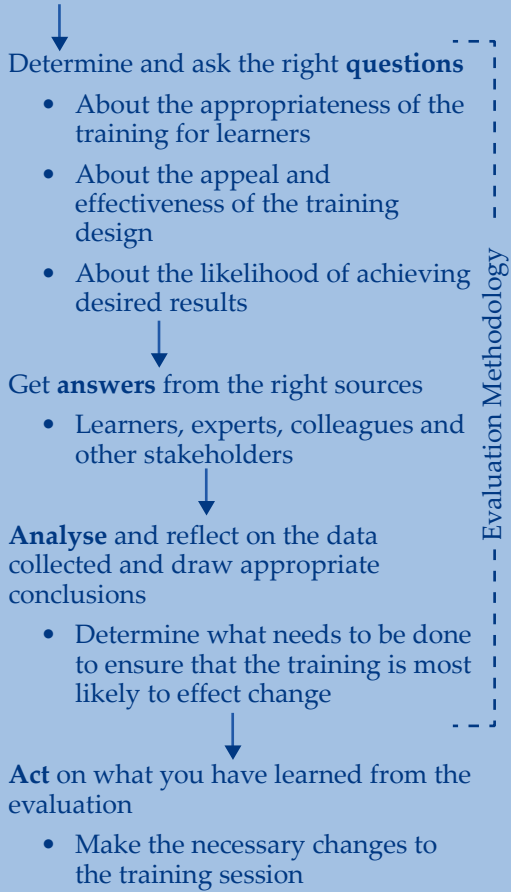 Determine and ask the right questions
• About the appropriateness of the
training for learners
• About the appeal and
effectiveness of the training
design
• About the likelihood of achieving
desired results
Get answers from the right sources
• Learners, experts, colleagues and
other stakeholders
Analyse and reflect on the data
collected and draw appropriate
conclusions
• Determine what needs to be done
to ensure that the training is most
likely to effect change
Act on what you have learned from the
evaluation
• Make the necessary changes to
the training session
Evaluation Methodology